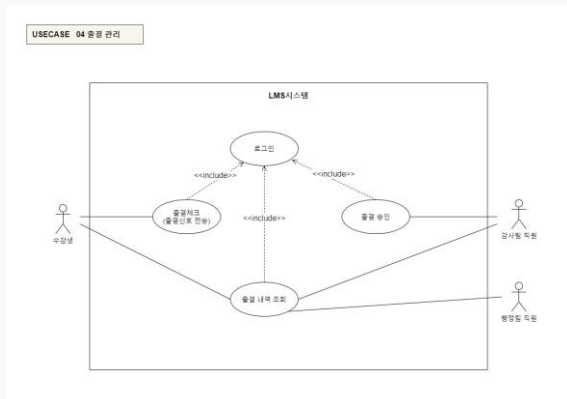 USECASE 04 출결 관리
LMS시스템
로그인
<<include>>
<<include>>
출결체크
(출결신호 전송)
<<include>>
출결 승인
수강생
강사팀 직원
출결 내역 조회
행정팀 직원